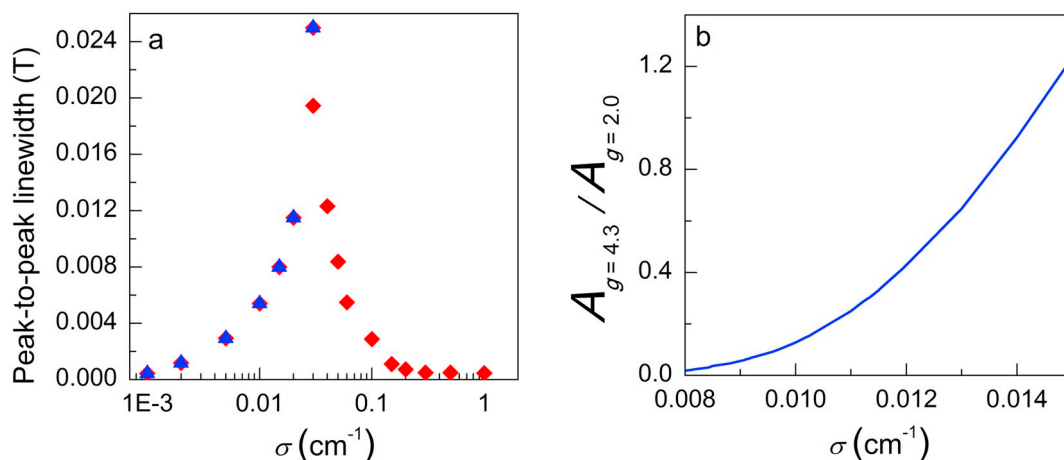 a
Peak-to-peak linewidth (T)
0.024
0.020
0.016
0.012
0.008
0.004
0.000
1E-3
0.01
0.1
1
σ (cm⁻¹)
b
A g = 4.3 / A g = 2.0
1.2
0.8
0.4
0.0
0.008
0.010
0.012
0.014
σ (cm⁻¹)